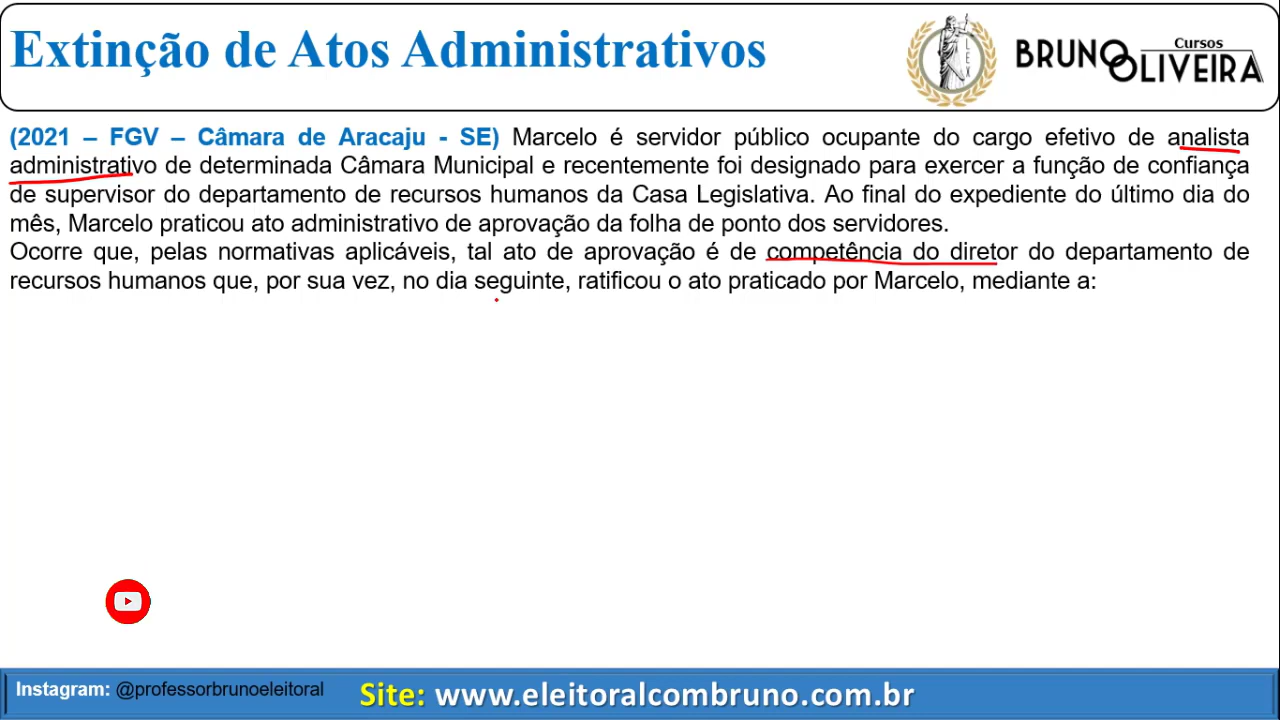 Extinção de Atos Administrativos
LEX
Cursos
BRUNO
OLIVEIRA
(2021 – FGV – Câmara de Aracaju - SE) Marcelo é servidor público ocupante do cargo efetivo de analista
administrativo de determinada Câmara Municipal e recentemente foi designado para exercer a função de confiança
de supervisor do departamento de recursos humanos da Casa Legislativa. Ao final do expediente do último dia do
mês, Marcelo praticou ato administrativo de aprovação da folha de ponto dos servidores.
Ocorre que, pelas normativas aplicáveis, tal ato de aprovação é de competência do diretor do departamento de
recursos humanos que, por sua vez, no dia seguinte, ratificou o ato praticado por Marcelo, mediante a:
Instagram: @professorbrunoeleitoral
Site: www.eleitoralcombruno.com.br